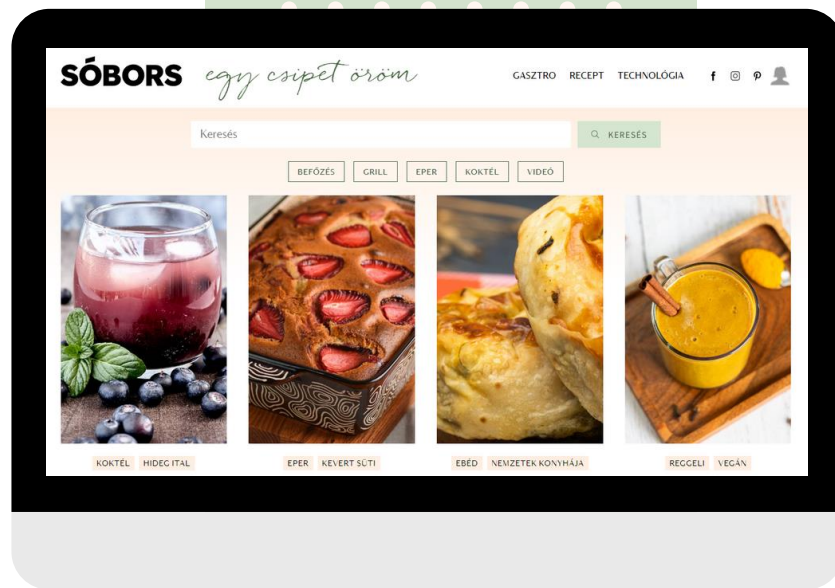 SÓBORS egy csipet öröm GASZTRO RECEPT TECHNOLÓGIA
Keresés KERESÉS
BEFŐZÉS GRILL EPER KOKTÉL VIDEÓ
KOKTÉL HIDEG ITAL EPER KEVERT SÜTI EBÉD NEMZETEK KONYHÁJA REGGELI VEGÁN